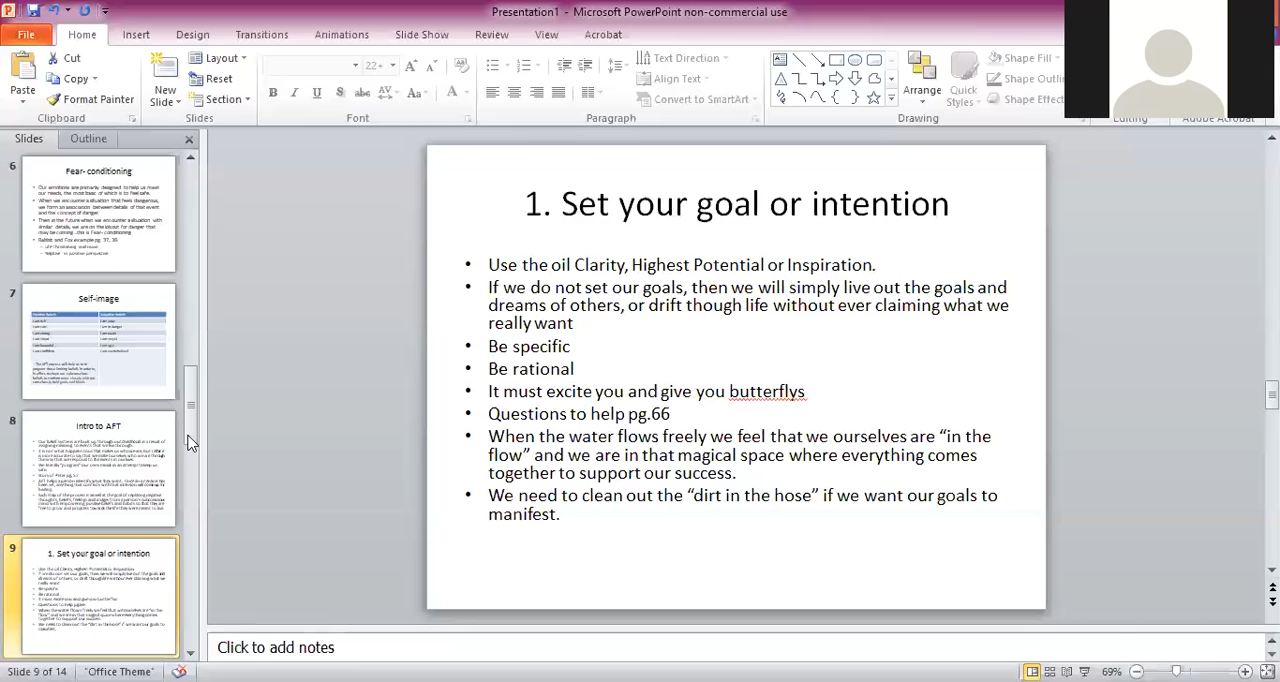 Presentation1 - Microsoft PowerPoint non-commercial use
File Home Insert Design Transitions Animations Slide Show Review View Acrobat
Cut
Copy
Format Painter
Paste
Clipboard
New Slide
Layout
Reset
Section
Slides
22
Font
Paragraph
Text Direction
Align Text
Convert to SmartArt
Arrange
Quick Styles
Shape Fill
Shape Outli
Shape Effect
Drawing
Editing
Adobe Acrobat
Slides Outline
6
Fear- conditioning
7
Self-image
8
Intro to AFT
9
1. Set your goal or intention
1. Set your goal or intention
• Use the oil Clarity, Highest Potential or Inspiration.
• If we do not set our goals, then we will simply live out the goals and
dreams of others, or drift though life without ever claiming what we
really want
• Be specific
• Be rational
• It must excite you and give you butterflys
• Questions to help pg.66
• When the water flows freely we feel that we ourselves are “in the
flow” and we are in that magical space where everything comes
together to support our success.
• We need to clean out the “dirt in the hose” if we want our goals to
manifest.
Click to add notes
Slide 9 of 14
"Office Theme"
69%